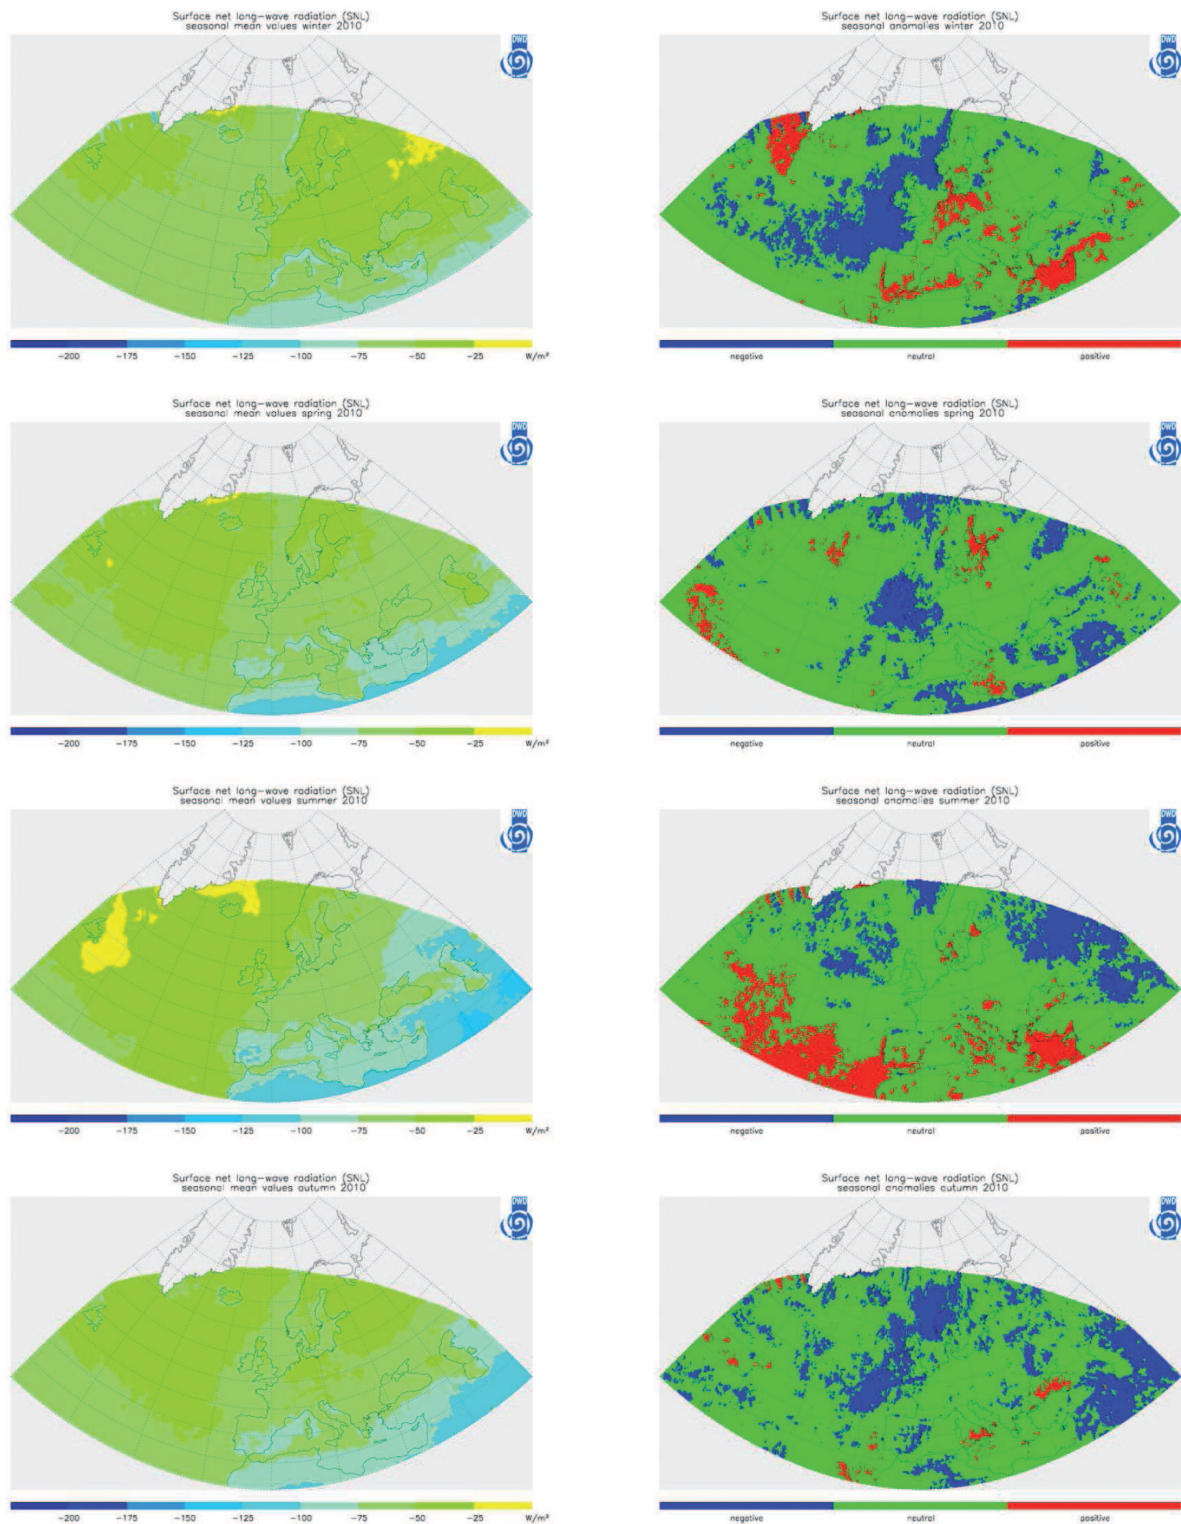 Surface net long-wave radiation (SNL)
seasonal mean values winter 2010
DWD
-200 -175 -150 -125 -100 -75 -50 -25 W/m²
Surface net long-wave radiation (SNL)
seasonal anomalies winter 2010
DWD
negative neutral positive
Surface net long-wave radiation (SNL)
seasonal mean values spring 2010
DWD
-200 -175 -150 -125 -100 -75 -50 -25 W/m²
Surface net long-wave radiation (SNL)
seasonal anomalies spring 2010
DWD
negative neutral positive
Surface net long-wave radiation (SNL)
seasonal mean values summer 2010
DWD
-200 -175 -150 -125 -100 -75 -50 -25 W/m²
Surface net long-wave radiation (SNL)
seasonal anomalies summer 2010
DWD
negative neutral positive
Surface net long-wave radiation (SNL)
seasonal mean values autumn 2010
DWD
-200 -175 -150 -125 -100 -75 -50 -25 W/m²
Surface net long-wave radiation (SNL)
seasonal anomalies autumn 2010
DWD
negative neutral positive